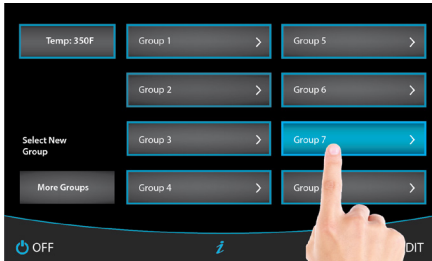 Temp: 350F
Group 1
Group 5
Group 2
Group 6
Select New
Group
Group 3
Group 7
More Groups
Group 4
Group
OFF
i
DIT